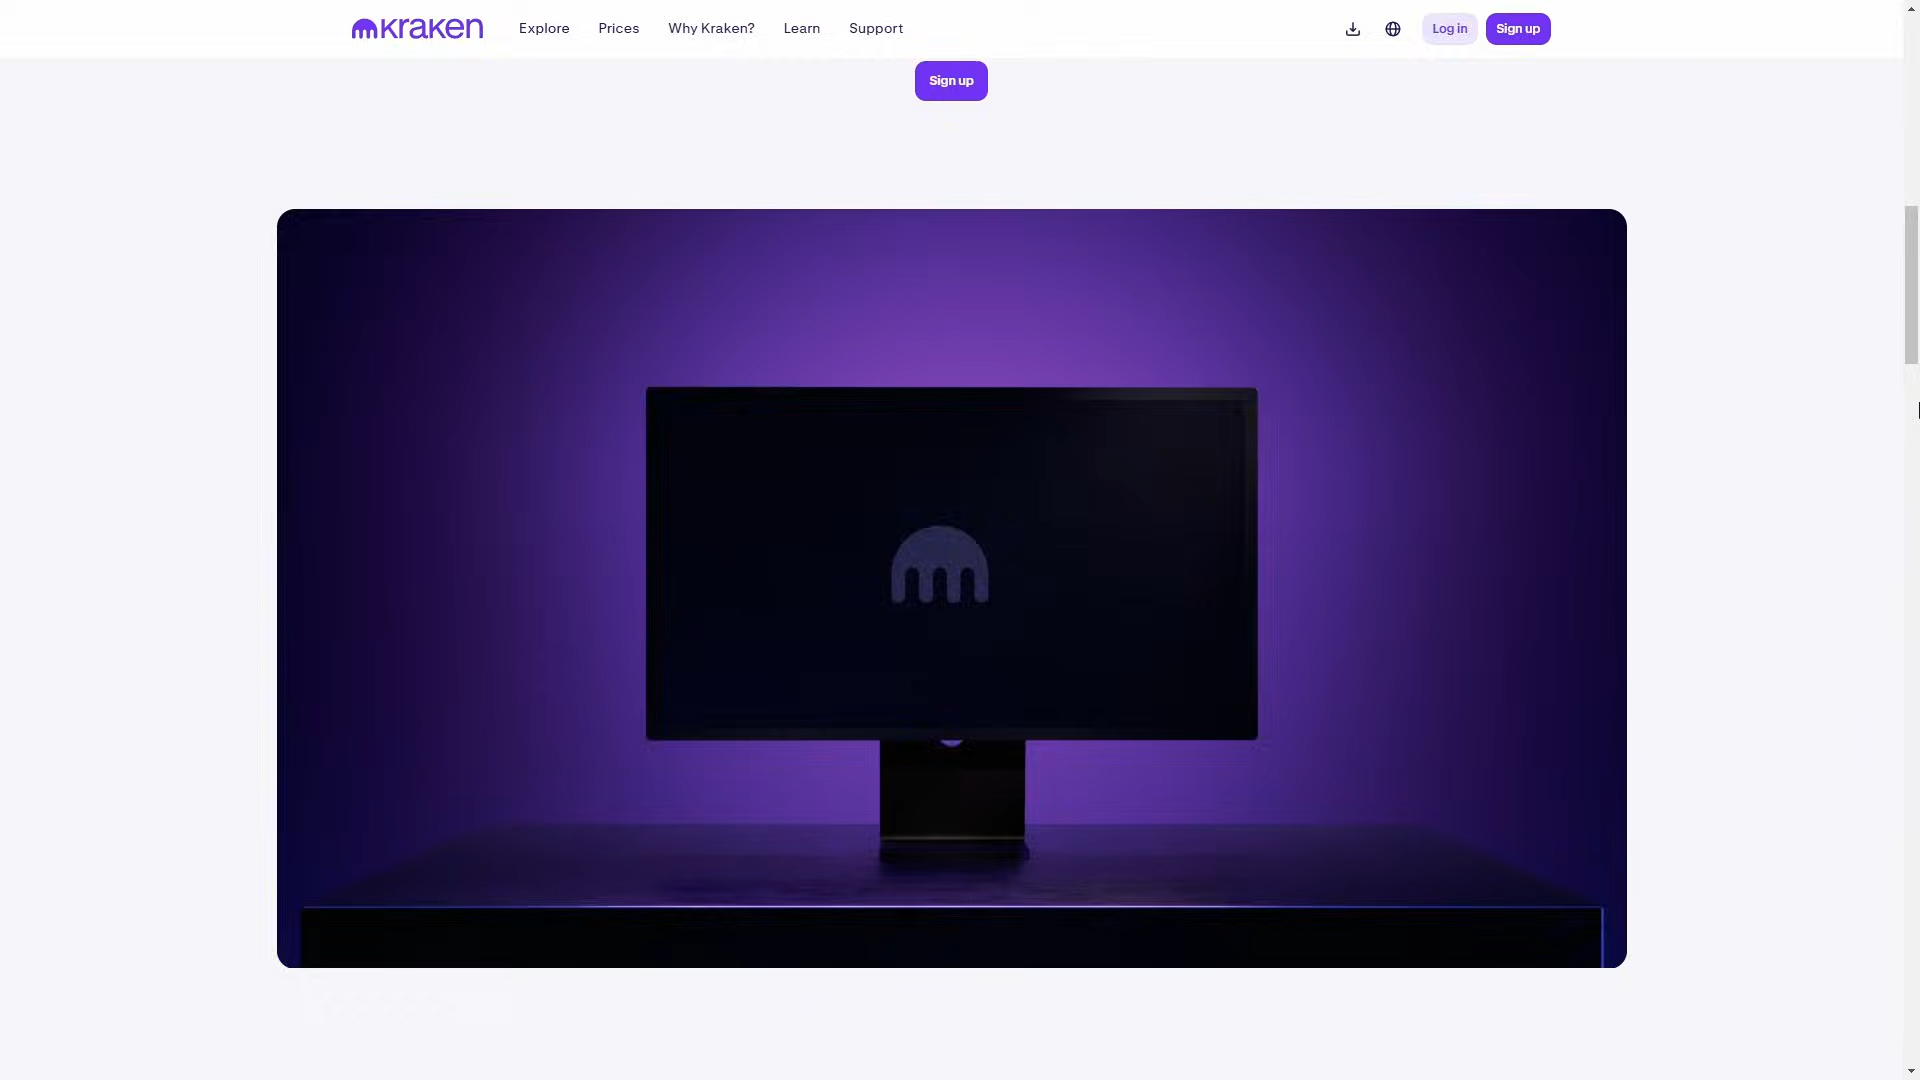 kraken
Explore
Prices
Why Kraken?
Learn
Support
Log in
Sign up
Sign up